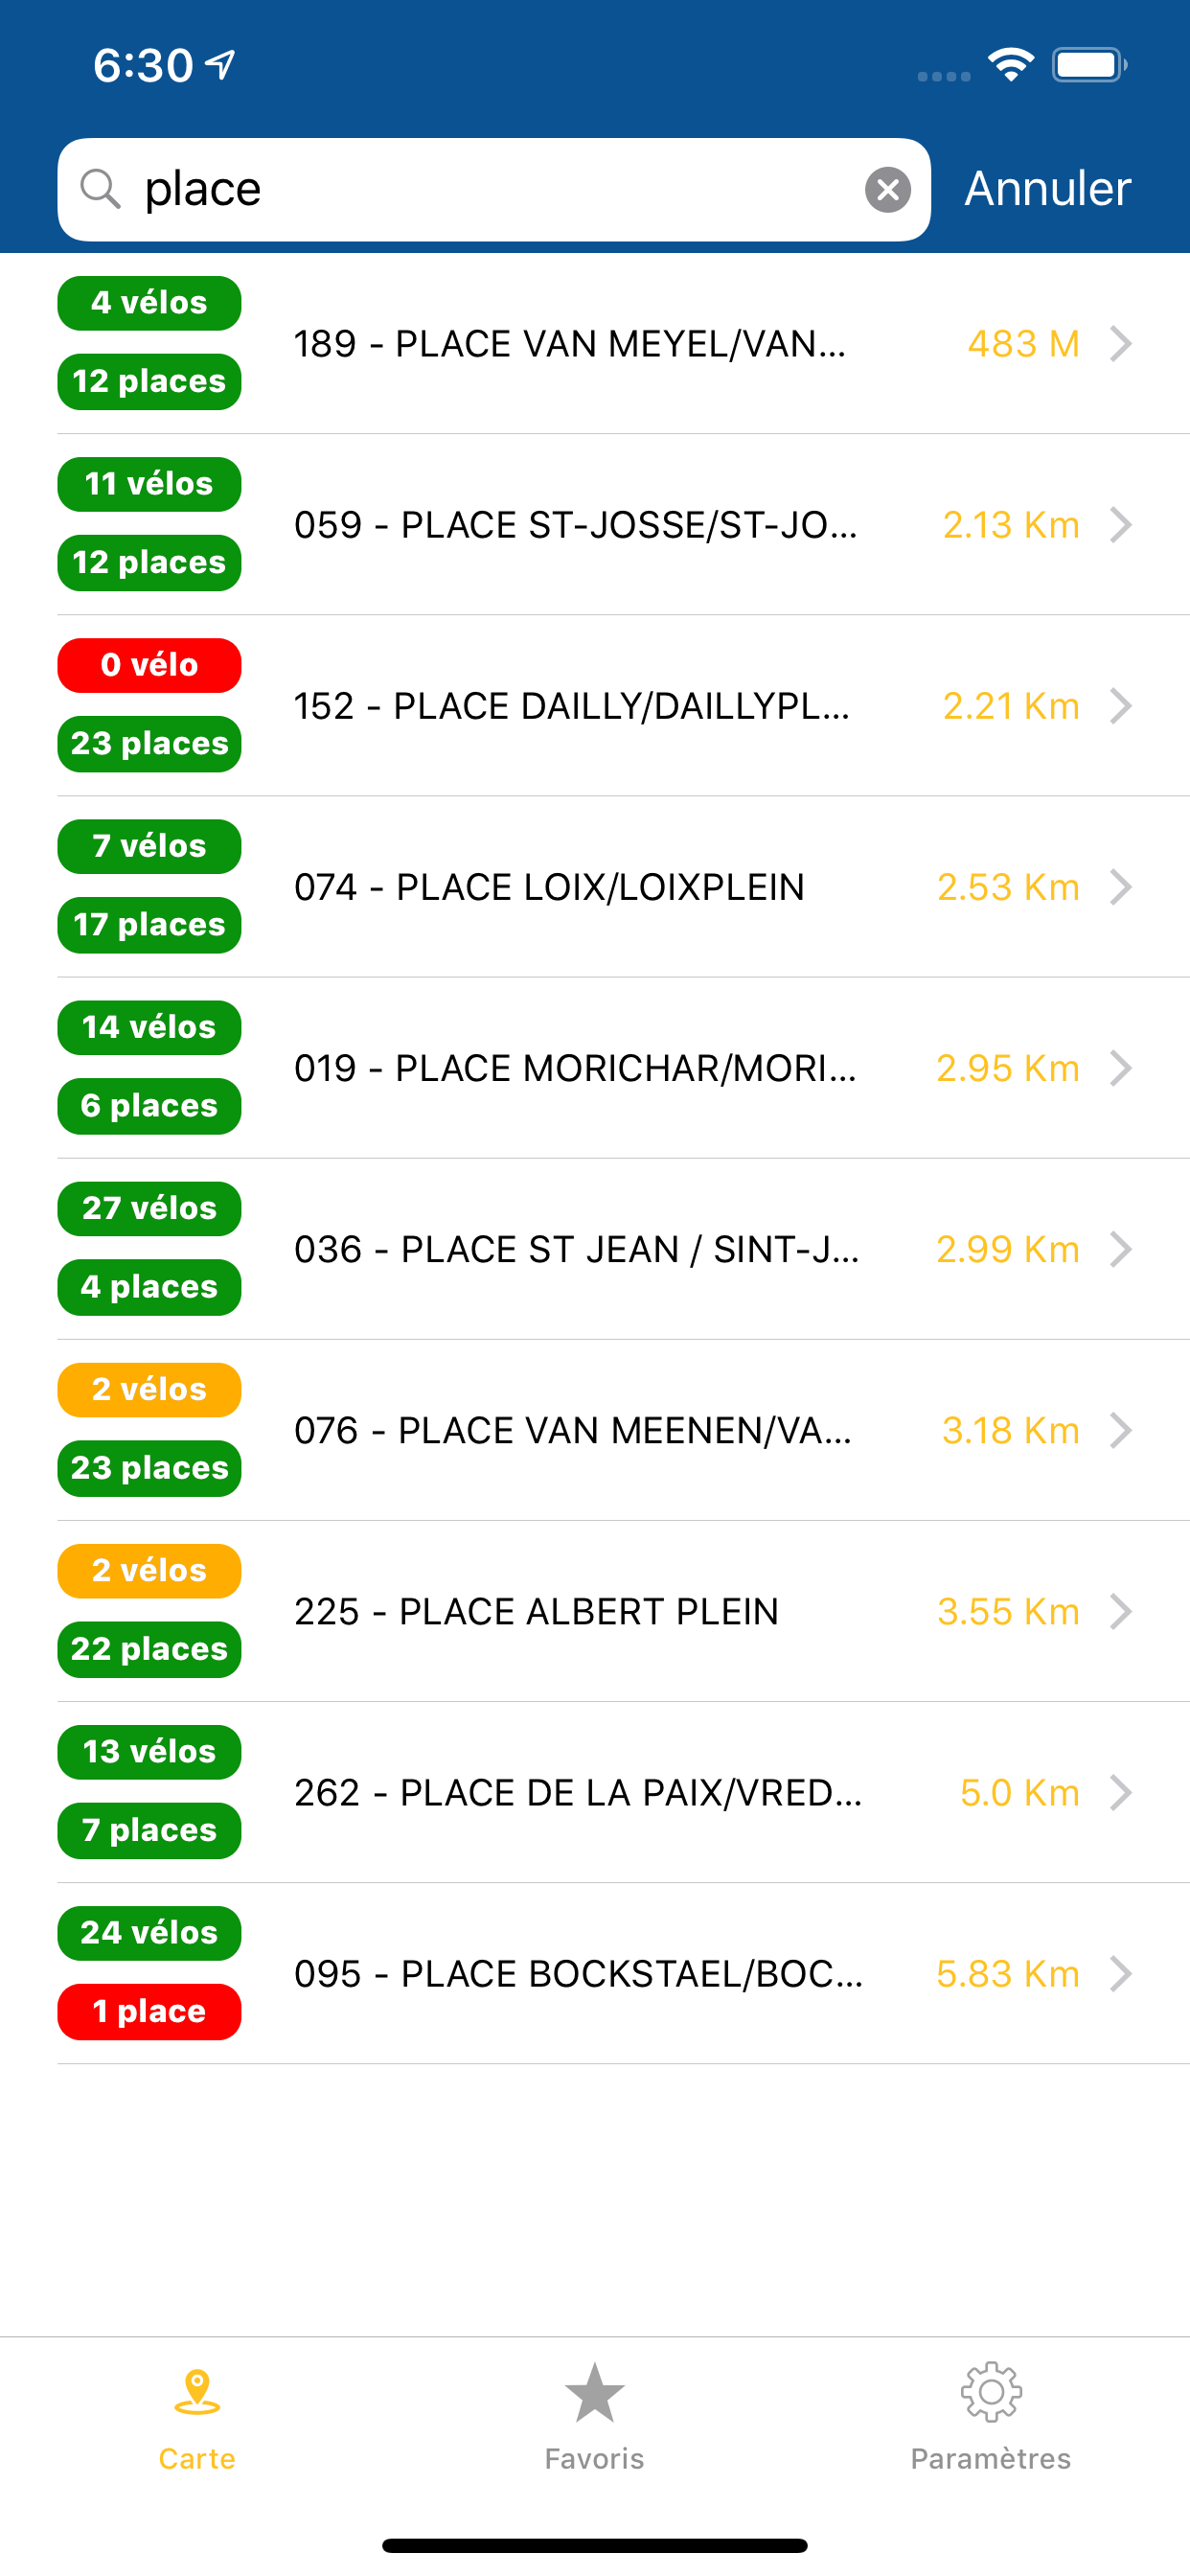 6:30
place
Annuler
4 vélos
12 places
189 - PLACE VAN MEYEL/VAN...
483 M
11 vélos
12 places
059 - PLACE ST-JOSSE/ST-JO...
2.13 Km
0 vélo
23 places
152 - PLACE DAILLY/DAILLYPL...
2.21 Km
7 vélos
17 places
074 - PLACE LOIX/LOIXPLEIN
2.53 Km
14 vélos
6 places
019 - PLACE MORICHAR/MORI...
2.95 Km
27 vélos
4 places
036 - PLACE ST JEAN / SINT-J...
2.99 Km
2 vélos
23 places
076 - PLACE VAN MEENEN/VA...
3.18 Km
2 vélos
22 places
225 - PLACE ALBERT PLEIN
3.55 Km
13 vélos
7 places
262 - PLACE DE LA PAIX/VRED...
5.0 Km
24 vélos
1 place
095 - PLACE BOCKSTAEL/BOC...
5.83 Km
Carte
Favoris
Paramètres